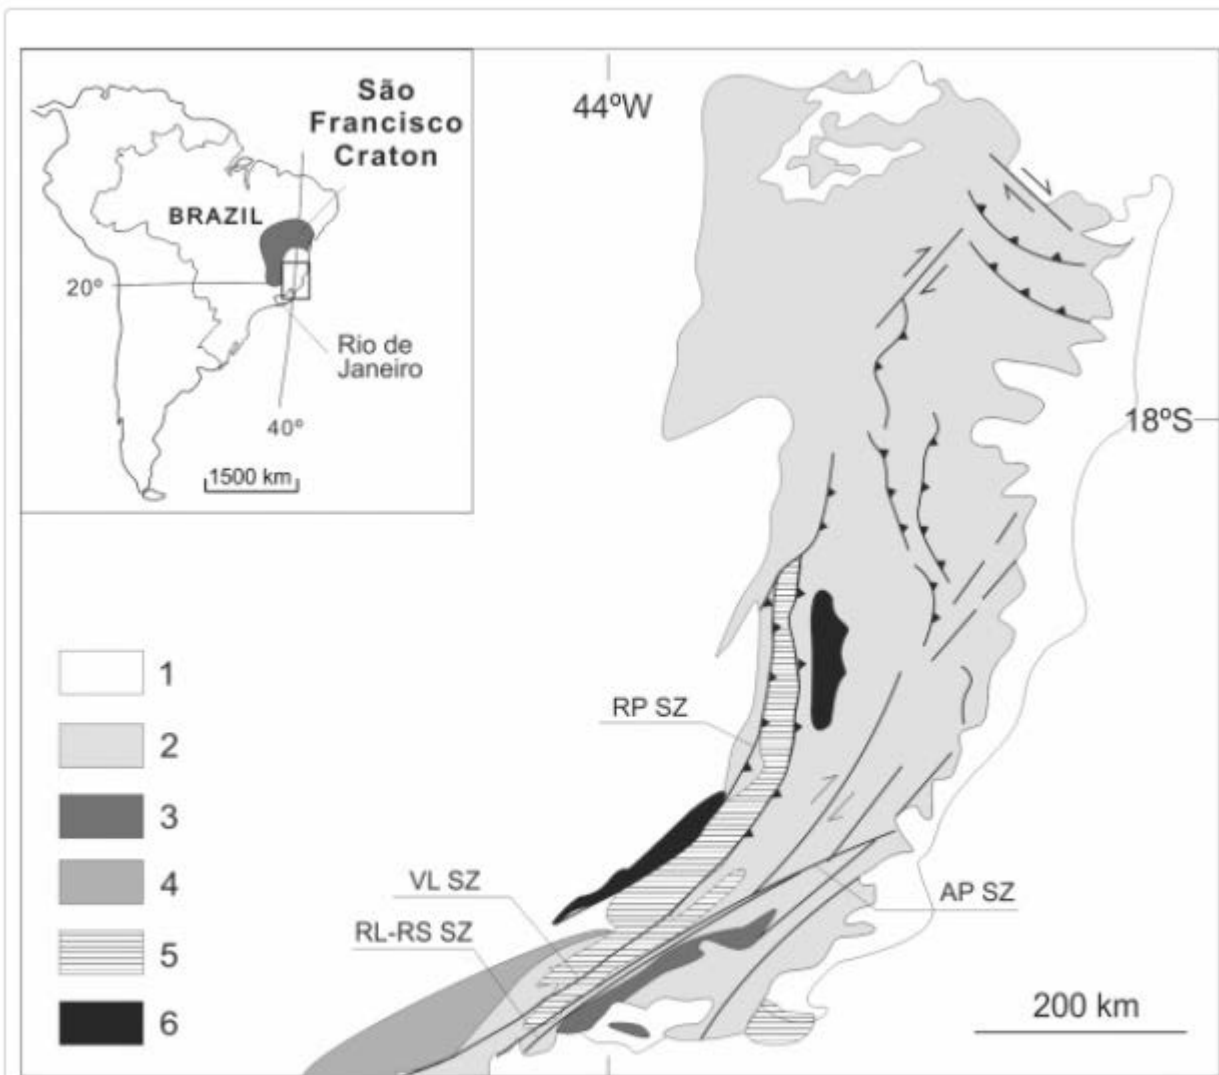 São
Francisco
Craton
BRAZIL
20º
Rio de
Janeiro
40º
1500 km
44ºW
18ºS
1
2
3
4
5
6
RP SZ
VL SZ
RL-RS SZ
AP SZ
200 km